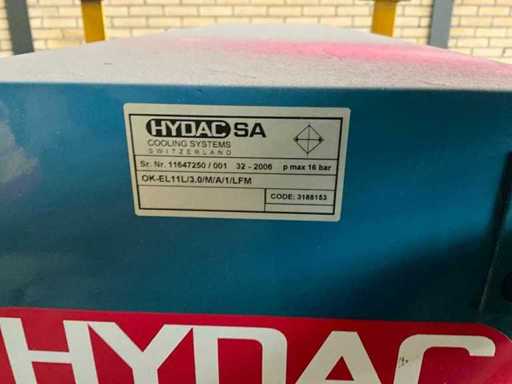 HYDAC SA
COOLING SYSTEMS
SWITZERLAND
Sr. Nr. 11647250 / 001 32 - 2006 p max 16 bar
OK-EL11L/3.0/M/A/1/LFM
CODE: 3188153
HYDAC